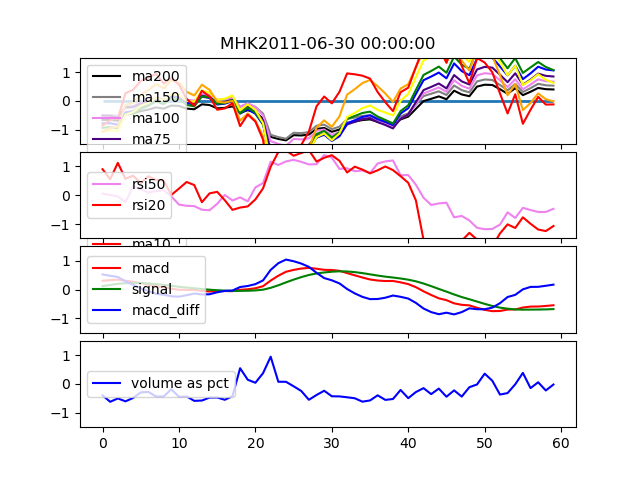 MHK2011-06-30 00:00:00
1
0
−1
ma200
ma150
ma100
ma75
1
0
−1
rsi50
rsi20
ma10
1
0
−1
macd
signal
macd_diff
1
0
−1
volume as pct
0 10 20 30 40 50 60